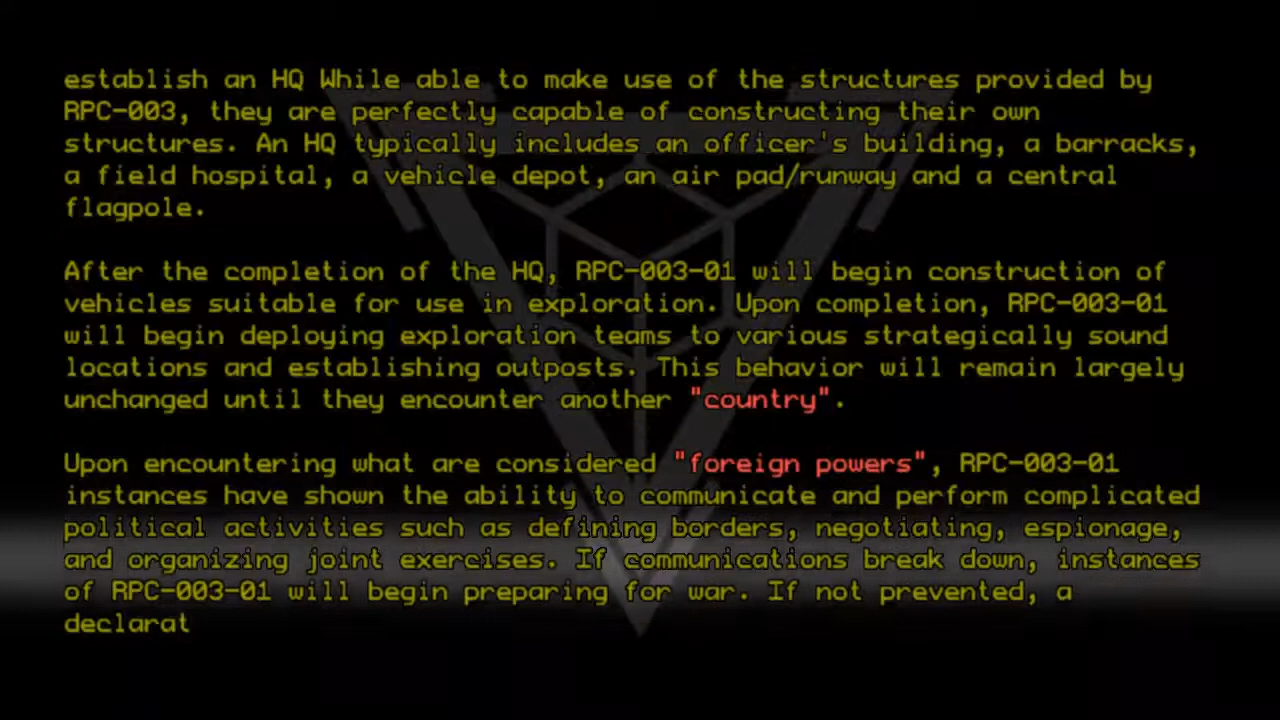 establish an HQ While able to make use of the structures provided by
RPC-003, they are perfectly capable of constructing their own
structures. An HQ typically includes an officer's building, a barracks,
a field hospital, a vehicle depot, an air pad/runway and a central
flagpole.
After the completion of the HQ, RPC-003-01 will begin construction of
vehicles suitable for use in exploration. Upon completion, RPC-003-01
will begin deploying exploration teams to various strategically sound
locations and establishing outposts. This behavior will remain largely
unchanged until they encounter another "country".
Upon encountering what are considered "foreign powers", RPC-003-01
instances have shown the ability to communicate and perform complicated
political activities such as defining borders, negotiating, espionage,
and organizing joint exercises. If communications break down, instances
of RPC-003-01 will begin preparing for war. If not prevented, a
declarat